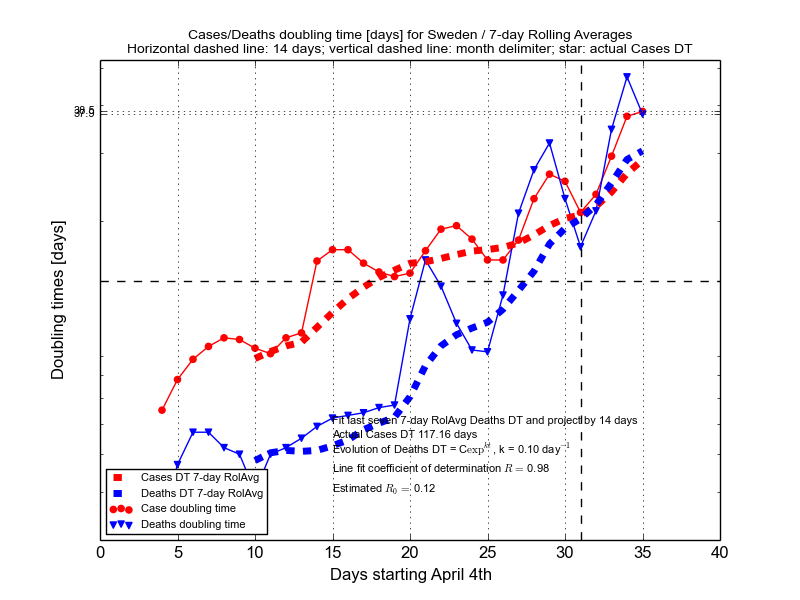 Cases/Deaths doubling time [days] for Sweden / 7-day Rolling Averages
Horizontal dashed line: 14 days; vertical dashed line: month delimiter; star: actual Cases DT
37.9
Doubling times [days]
Fit last seven 7-day RolAvg Deaths DT and project by 14 days
Actual Cases DT 117.16 days
Evolution of Deaths DT = Cexp^{kt}, k = 0.10 day^{-1}
Line fit coefficient of determination R = 0.98
Estimated R_0 = 0.12
Cases DT 7-day RolAvg
Deaths DT 7-day RolAvg
Case doubling time
Deaths doubling time
0 5 10 15 20 25 30 35 40
Days starting April 4th